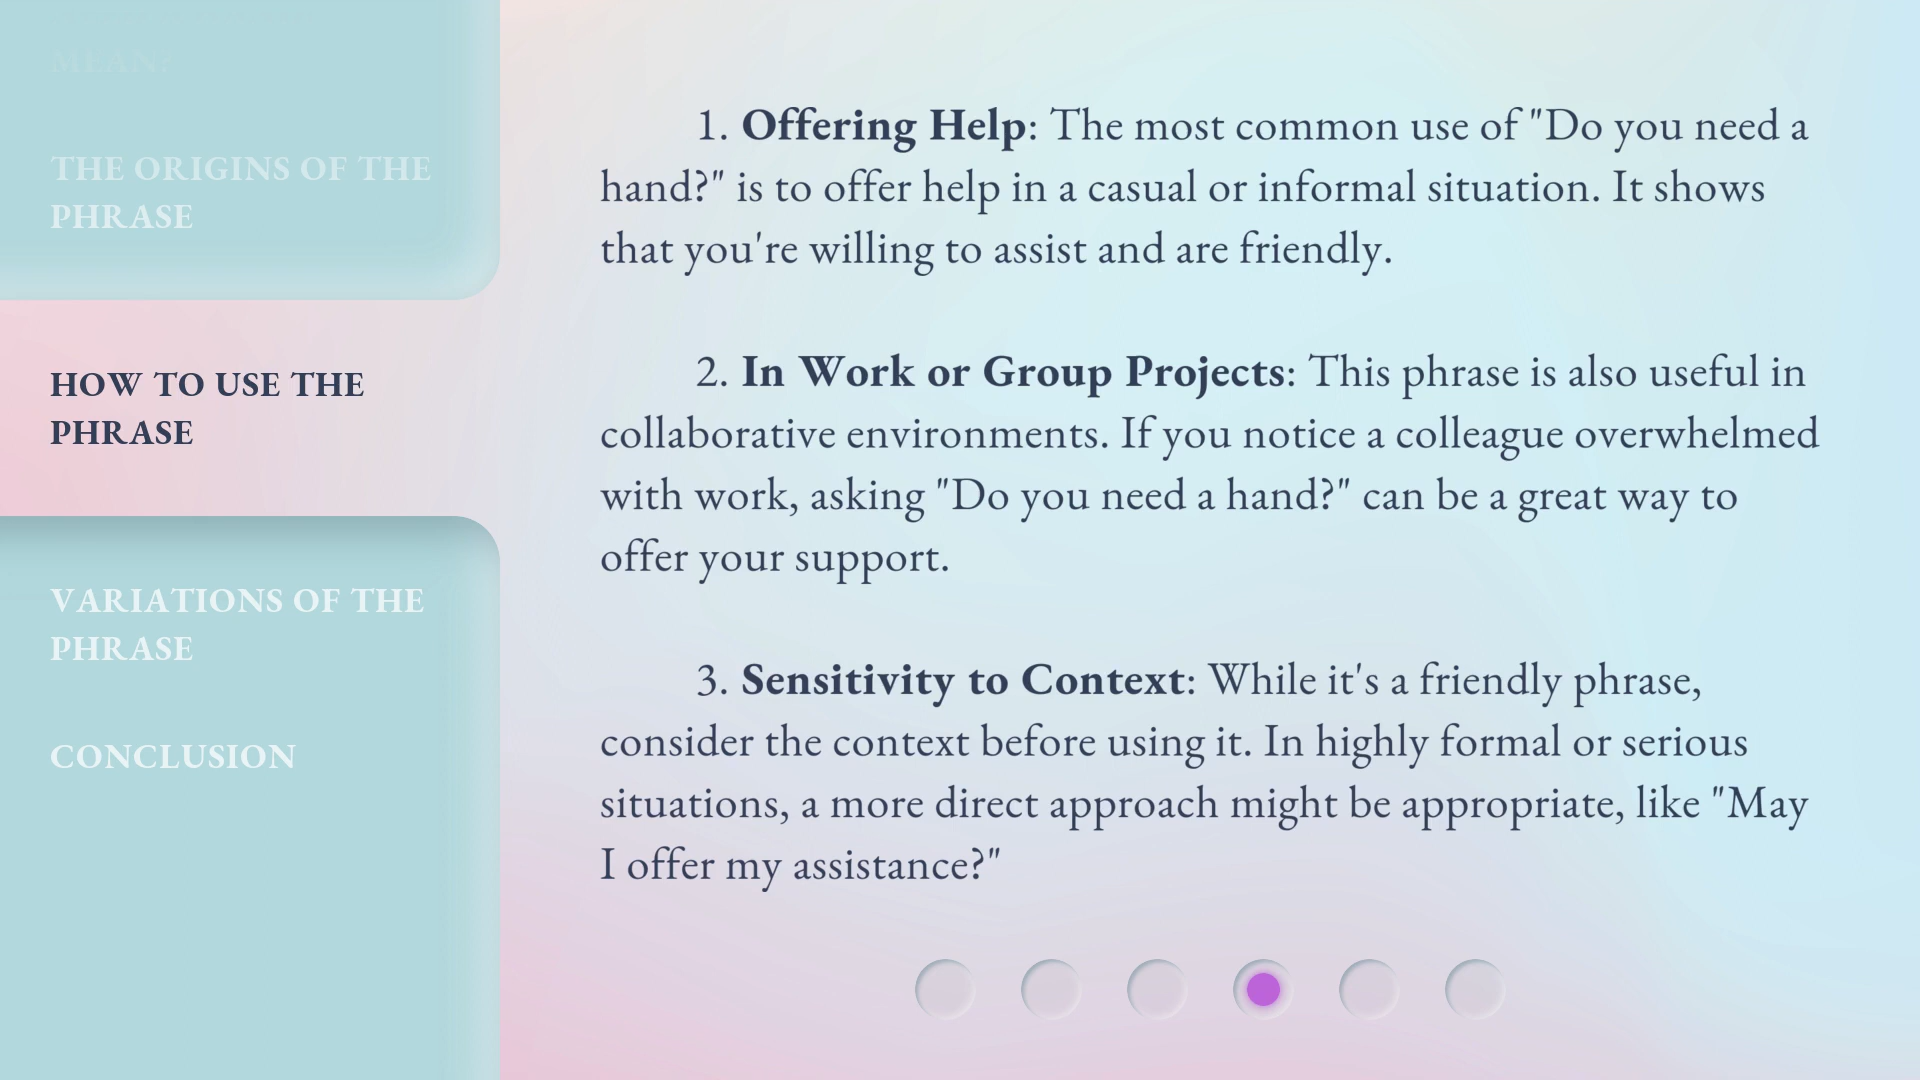 MEAN?
THE ORIGINS OF THE
PHRASE
HOW TO USE THE
PHRASE
VARIATIONS OF THE
PHRASE
CONCLUSION
1. Offering Help: The most common use of "Do you need a
hand?" is to offer help in a casual or informal situation. It shows
that you're willing to assist and are friendly.
2. In Work or Group Projects: This phrase is also useful in
collaborative environments. If you notice a colleague overwhelmed
with work, asking "Do you need a hand?" can be a great way to
offer your support.
3. Sensitivity to Context: While it's a friendly phrase,
consider the context before using it. In highly formal or serious
situations, a more direct approach might be appropriate, like "May
I offer my assistance?"